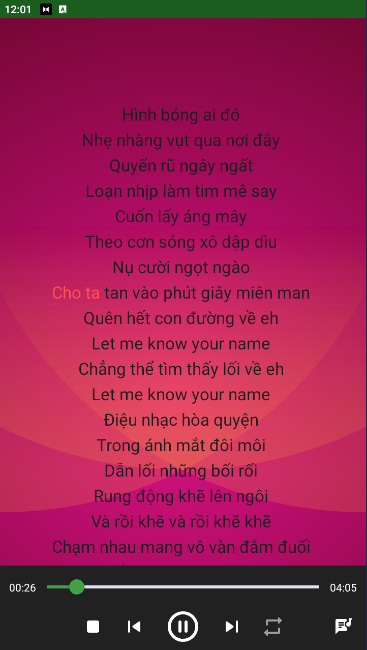 12:01
A
Hình bóng ai đó
Nhẹ nhàng vụt qua nơi đây
Quyến rũ ngây ngất
Loạn nhịp làm tim mê say
Cuốn lấy áng mây
Theo cơn sóng xô dập dìu
Nụ cười ngọt ngào
Cho ta tan vào phút giây miên man
Quên hết con đường về eh
Let me know your name
Chẳng thể tìm thấy lối về eh
Let me know your name
Điệu nhạc hòa quyện
Trong ánh mắt đôi môi
Dẫn lối những bối rối
Rung động khẽ lên ngôi
Và rồi khẽ và rồi khẽ khẽ
Chạm nhau mang vô vàn đắm đuối
00:26
04:05